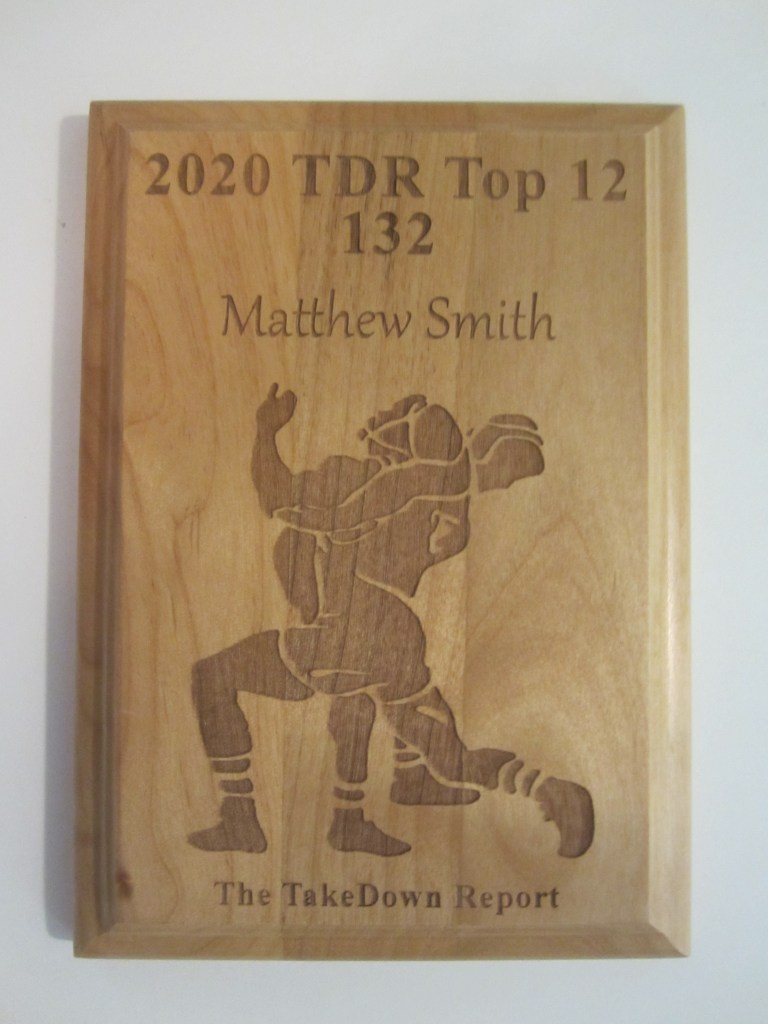 2020 TDR Top 12
132
Matthew Smith
The TakeDown Report